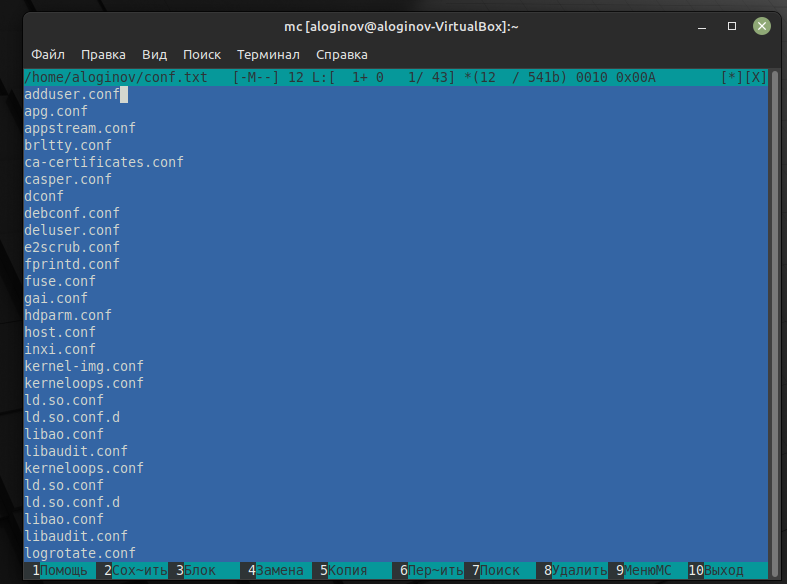 mc [aloginov@aloginov-VirtualBox]:~
Файл Правка Вид Поиск Терминал Справка
/home/aloginov/conf.txt [-M--] 12 L:[ 1+ 0 1/ 43] *(12 / 541b) 0010 0x00A [*][X]
adduser.conf
apg.conf
appstream.conf
brltty.conf
ca-certificates.conf
casper.conf
dconf
debconf.conf
deluser.conf
e2scrub.conf
fprintd.conf
fuse.conf
gai.conf
hdparm.conf
host.conf
inxi.conf
kernel-img.conf
kerneloops.conf
ld.so.conf
ld.so.conf.d
libao.conf
libaudit.conf
kerneloops.conf
ld.so.conf
ld.so.conf.d
libao.conf
libaudit.conf
logrotate.conf
1Помощь 2Сох~ить 3Блок 4Замена 5Копия 6Пер~ить 7Поиск 8Удалить 9МенюMC 10Выход